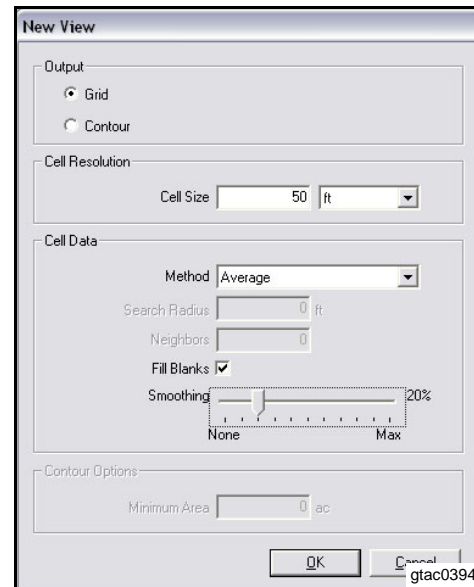 New View
Output
Grid
Contour
Cell Resolution
Cell Size 50 ft
Cell Data
Method Average
Search Radius 0 ft
Neighbors 0
Fill Blanks
Smoothing 20%
None Max
Contour Options
Minimum Area 0 ac
OK Cancel
gtac0394